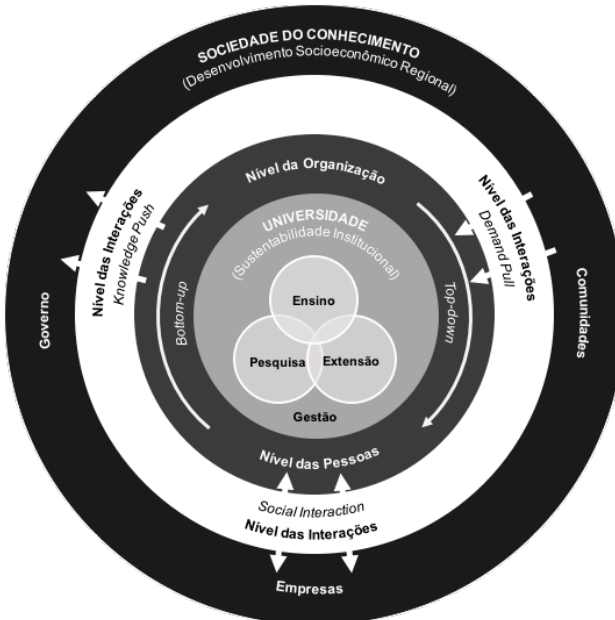 SOCIEDADE DO CONHECIMENTO
(Desenvolvimento Socioeconômico Regional)
Nível da Organização
UNIVERSIDADE
(Sustentabilidade Institucional)
Nível das Interações
Knowledge Push
Nível das Interações
Demand Pull
Governo
Bottom-up
Top-down
Comunidades
Ensino
Pesquisa
Extensão
Gestão
Nível das Pessoas
Social Interaction
Nível das Interações
Empresas